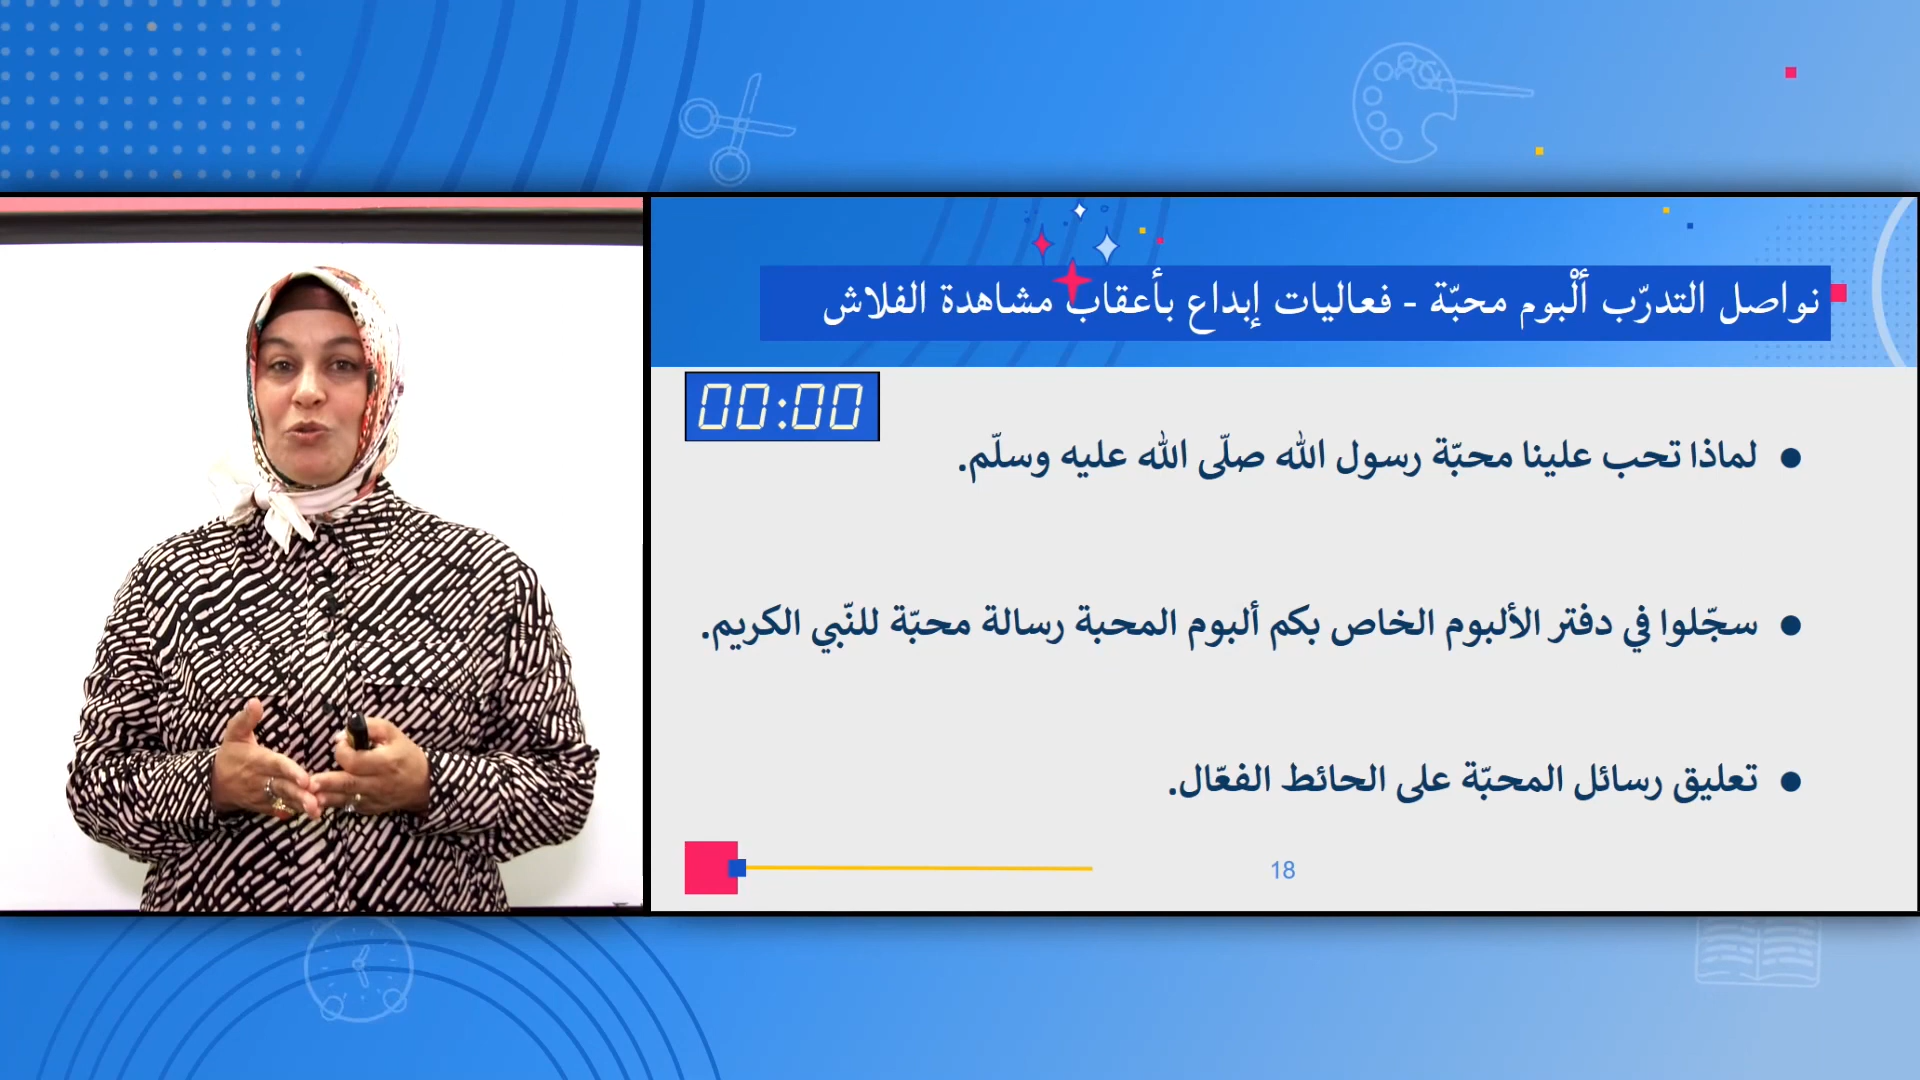 نواصل التدرّب ألْبوم محبّة - فعاليات إبداع بأعقاب مشاهدة الفلاش
00:00
لماذا تحب علينا محبّة رسول الله صلّى الله عليه وسلّم.
سجّلوا في دفتر الألبوم الخاص بكم ألبوم المحبة رسالة محبّة للنّبي الكريم.
تعليق رسائل المحبّة على الحائط الفعّال.
18